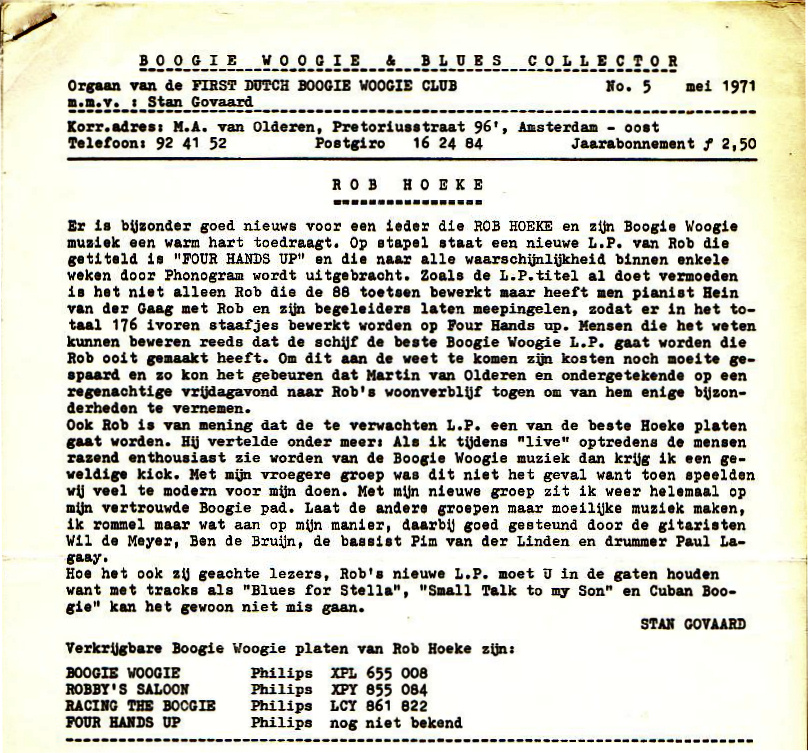 BOOGIE WOOGIE & BLUES COLLECTOR
Orgaan van de FIRST DUTCH BOOGIE WOOGIE CLUB No. 5 mei 1971
m.m.v. : Stan Govaard
Korr.adres: M.A. van Olderen, Pretoriusstraat 96', Amsterdam - oost
Telefoon: 92 41 52 Postgiro 16 24 84 Jaarabonnement ƒ 2,50
ROB HOEKE
Er is bijzonder goed nieuws voor een ieder die ROB HOEKE en zijn Boogie Woogie
muziek een warm hart toedraagt. Op stapel staat een nieuwe L.P. van Rob die
getiteld is "FOUR HANDS UP" en die naar alle waarschijnlijkheid binnen enkele
weken door Phonogram wordt uitgebracht. Zoals de L.P.titel al doet vermoeden
is het niet alleen Rob die de 88 toetsen bewerkt maar heeft men pianist Hein
van der Gaag met Rob en zijn begeleiders laten meepingelen, zodat er in het to-
taal 176 ivoren staafjes bewerkt worden op Four Hands up. Mensen die het weten
kunnen beweren reeds dat de schijf de beste Boogie Woogie L.P. gaat worden die
Rob ooit gemaakt heeft. Om dit aan de weet te komen zijn kosten noch moeite ge-
spaard en zo kon het gebeuren dat Martin van Olderen en ondergetekende op een
regenachtige vrijdagavond naar Rob's woonverblijf togen om van hem enige bijzon-
derheden te vernemen.
Ook Rob is van mening dat de te verwachten L.P. een van de beste Hoeke platen
gaat worden. Hij vertelde onder meer: Als ik tijdens "live" optredens de mensen
razend enthousiast zie worden van de Boogie Woogie muziek dan krijg ik een ge-
weldige kick. Met mijn vroegere groep was dit niet het geval want toen speelden
wij veel te modern voor mijn doen. Met mijn nieuwe groep zit ik weer helemaal op
mijn vertrouwde Boogie pad. Laat de andere groepen maar moeilijke muziek maken,
ik rommel maar wat aan op mijn manier, daarbij goed gesteund door de gitaristen
Wil de Meyer, Ben de Bruijn, de bassist Pim van der Linden en drummer Paul La-
gaay.
Hoe het ook zij geachte lezers, Rob's nieuwe L.P. moet U in de gaten houden
want met tracks als "Blues for Stella", "Small Talk to my Son" en Cuban Boo-
gie" kan het gewoon niet mis gaan.
STAN GOVAARD
Verkrijgbare Boogie Woogie platen van Rob Hoeke zijn:
BOOGIE WOOGIE Philips XPL 655 008
ROBBY'S SALOON Philips XPY 855 084
RACING THE BOOGIE Philips LCY 861 822
FOUR HANDS UP Philips nog niet bekend